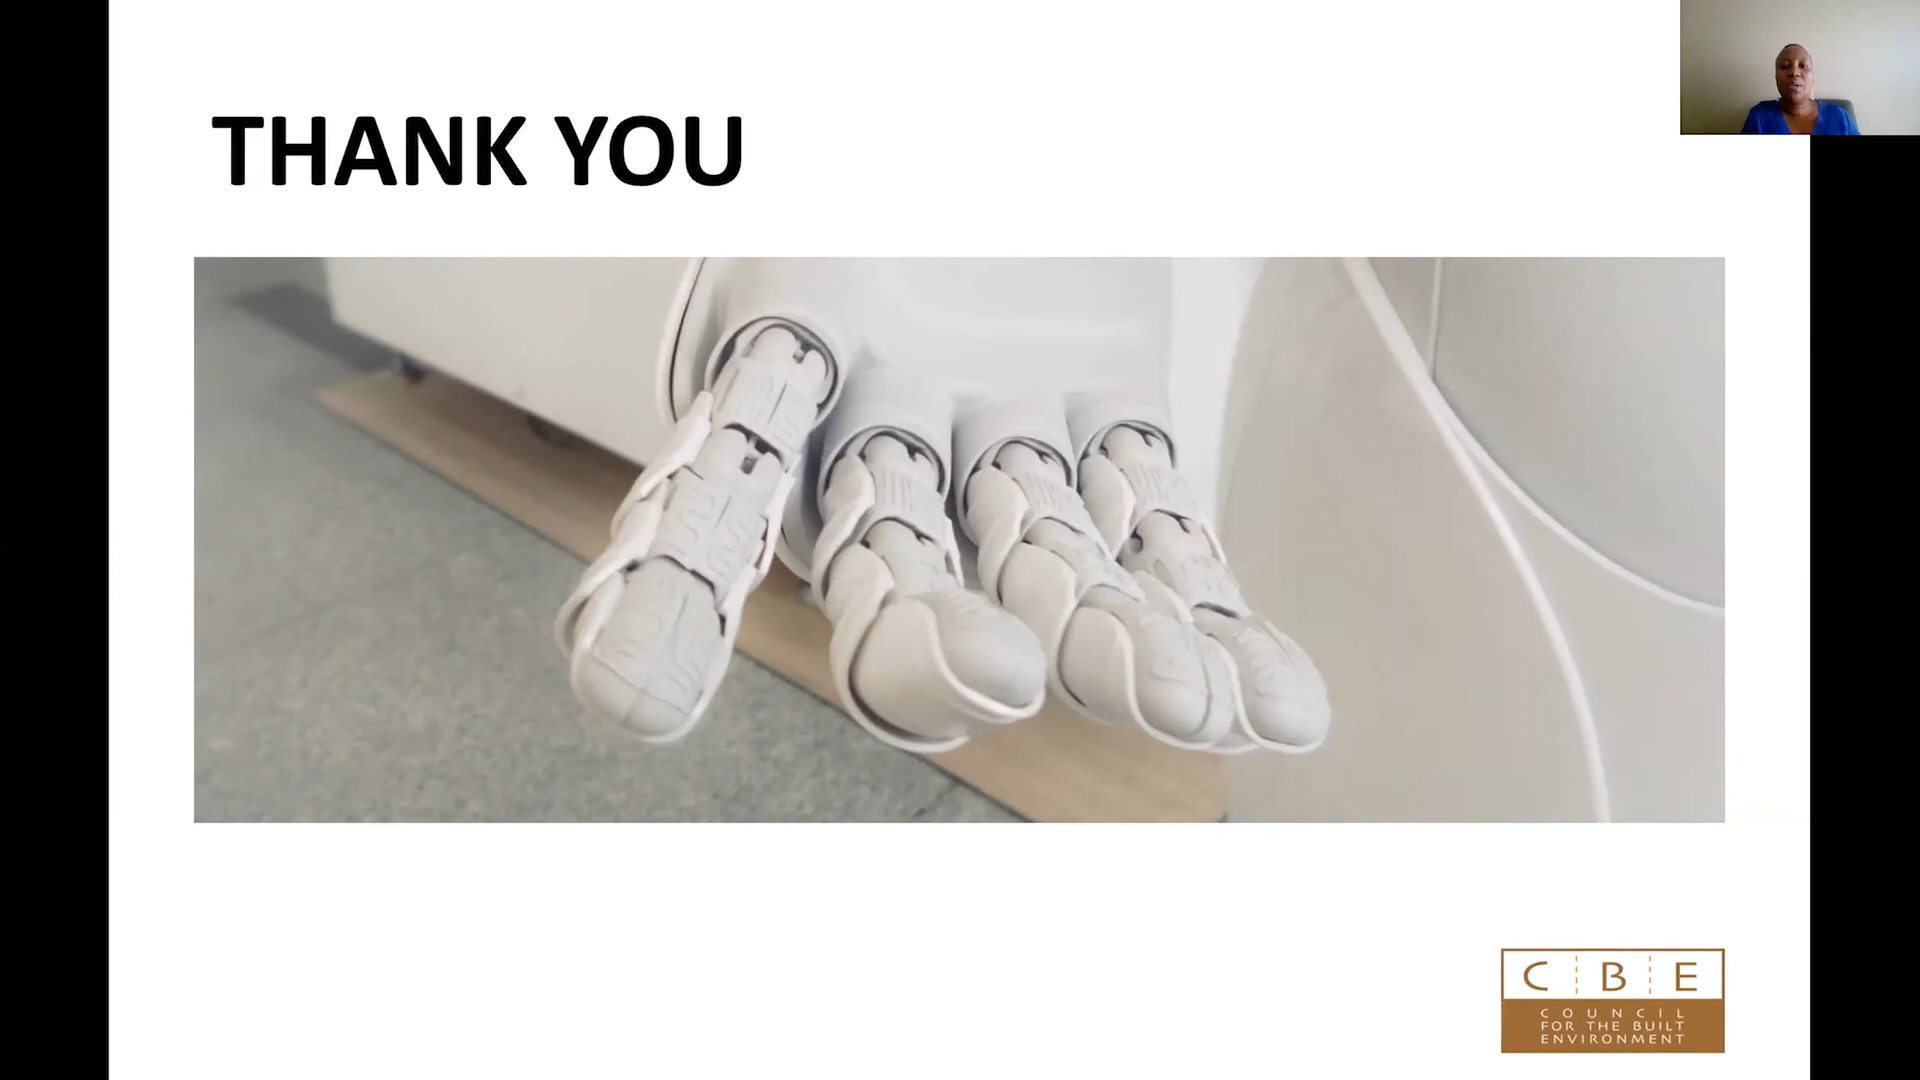 THANK YOU
C B E
COUNCIL
FOR THE BUILT
ENVIRONMENT